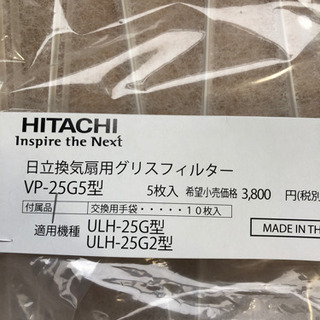 HITACHI
Inspire the Next
日立換気扇用グリスフィルター
VP-25G5型 5枚入 希望小売価格 3,800 円(税別
付属品 交換用手袋・・・・・10枚入
適用機種 ULH-25G型
ULH-25G2型
MADE IN TH